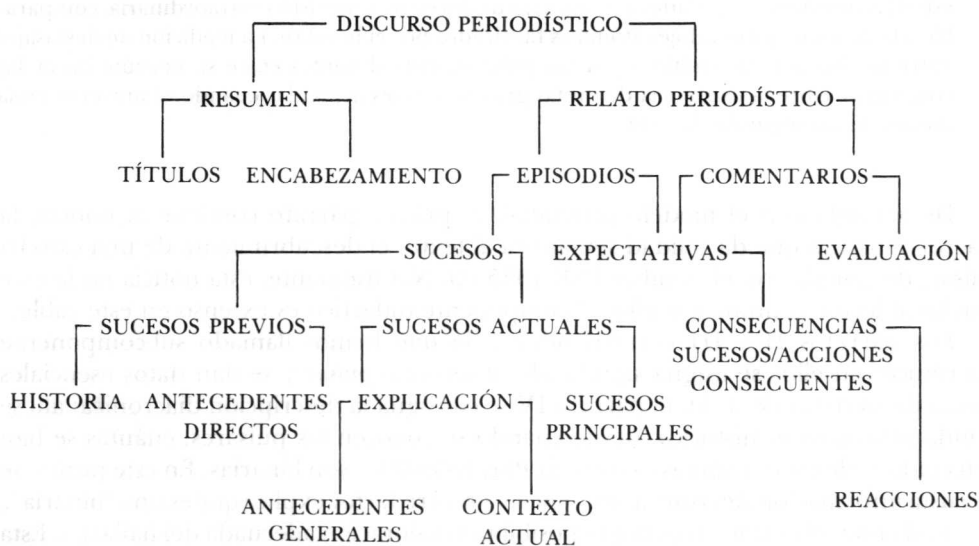 DISCURSO PERIODÍSTICO
RESUMEN
RELATO PERIODÍSTICO
TÍTULOS
ENCABEZAMIENTO
EPISODIOS
COMENTARIOS
SUCESOS
EXPECTATIVAS
EVALUACIÓN
SUCESOS PREVIOS
SUCESOS ACTUALES
CONSECUENCIAS
SUCESOS/ACCIONES
CONSECUENTES
HISTORIA
ANTECEDENTES
DIRECTOS
EXPLICACIÓN
SUCESOS
PRINCIPALES
ANTECEDENTES
GENERALES
CONTEXTO
ACTUAL
REACCIONES